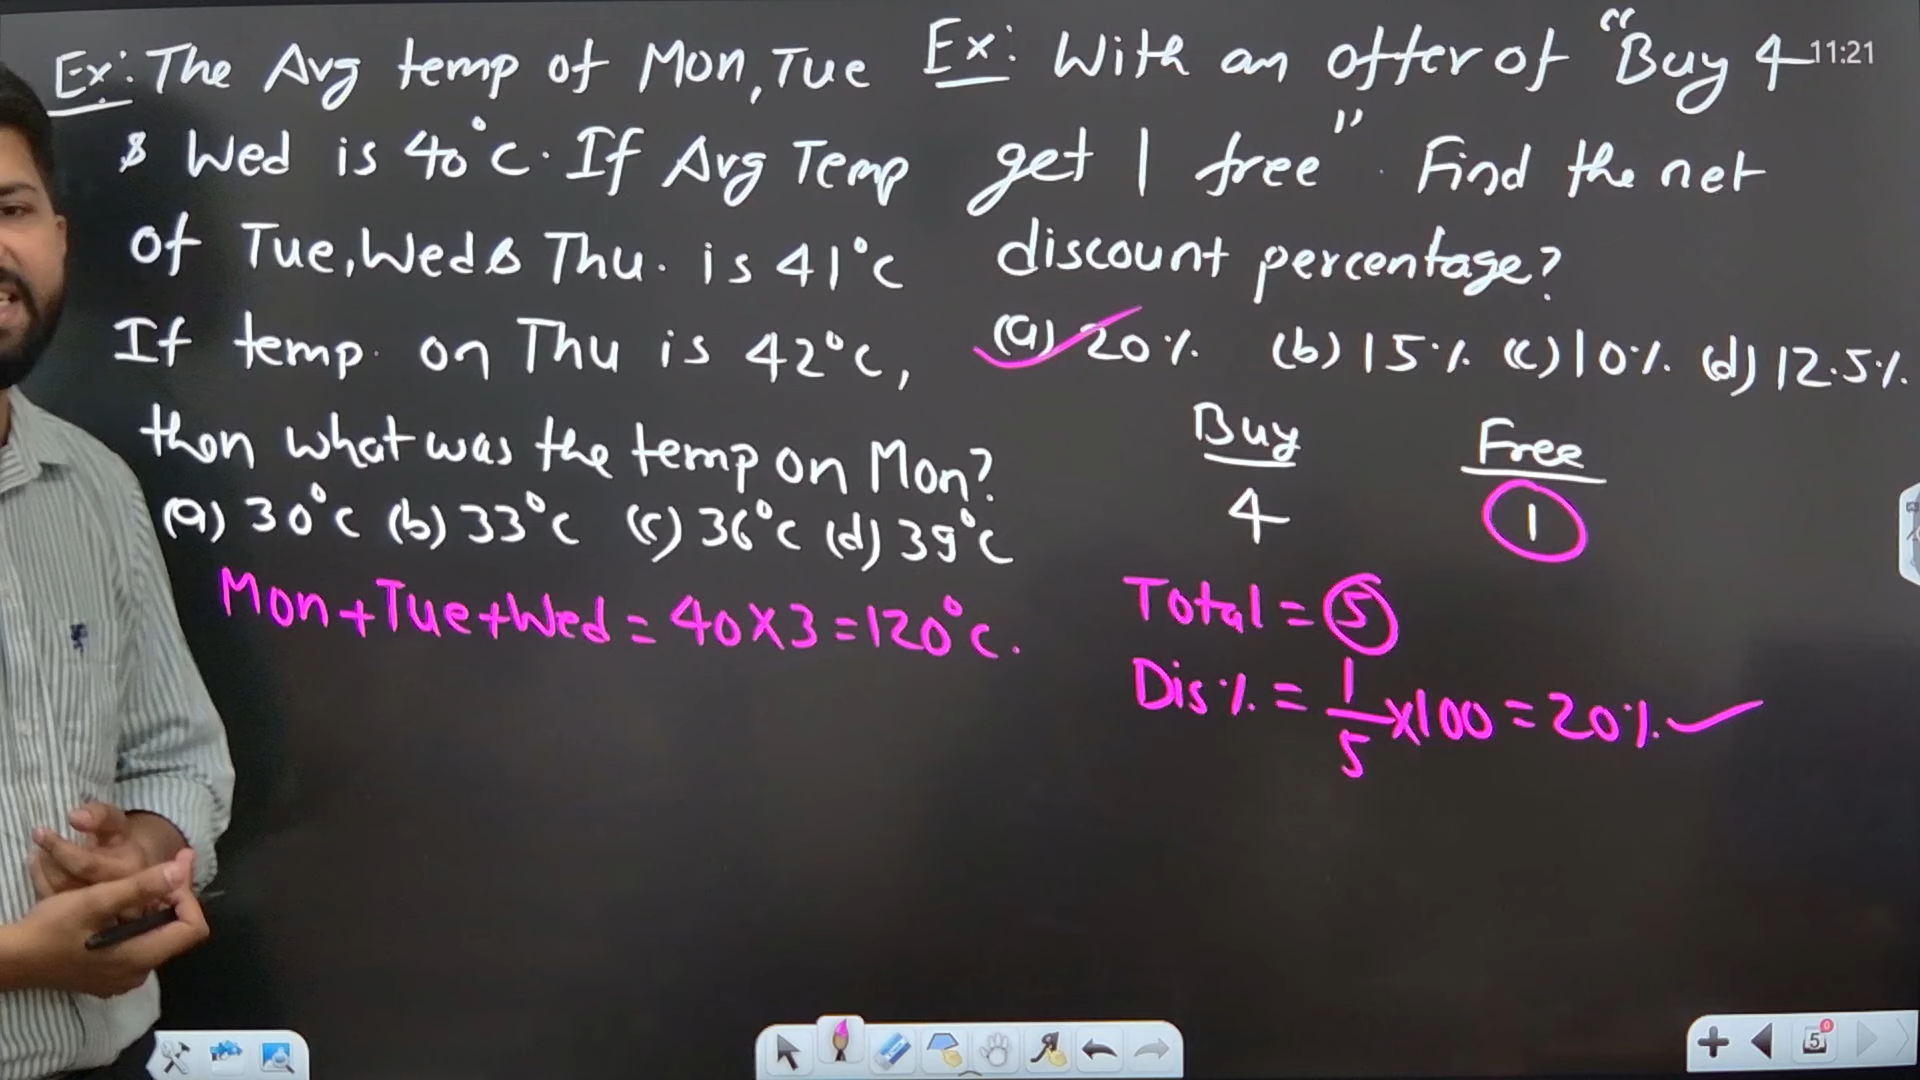 Ex: The Avg temp of Mon, Tue
& Wed is 40°C. If Avg Temp
of Tue, Wed & Thu. is 41°C
If temp. on Thu is 42°C,
then what was the temp on Mon?
(a) 30°C (b) 33°C (c) 36°C (d) 39°C
Mon+Tue+Wed = 40×3 = 120°C.
Ex: With an offer of "Buy 4
get 1 free". Find the net
discount percentage?
(a) 20% (b) 15% (c) 10% (d) 12.5%
Buy Free
4 1
Total = 5
Dis% = 1/5 ×100 = 20%
11:21
5
0